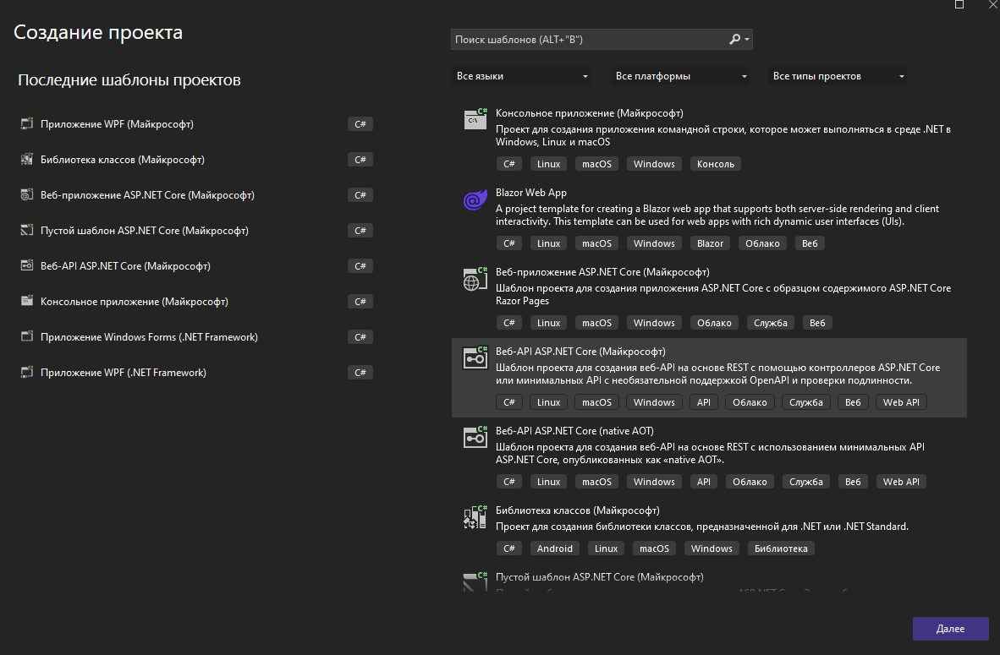 Создание проекта
Последние шаблоны проектов
Приложение WPF (Майкрософт) C#
Библиотека классов (Майкрософт) C#
Веб-приложение ASP.NET Core (Майкрософт) C#
Пустой шаблон ASP.NET Core (Майкрософт) C#
Веб-API ASP.NET Core (Майкрософт) C#
Консольное приложение (Майкрософт) C#
Приложение Windows Forms (.NET Framework) C#
Приложение WPF (.NET Framework) C#
Поиск шаблонов (ALT+"В")
Все языки Все платформы Все типы проектов
Консольное приложение (Майкрософт)
Проект для создания приложения командной строки, которое может выполняться в среде .NET в
Windows, Linux и macOS
C# Linux macOS Windows Консоль
Blazor Web App
A project template for creating a Blazor web app that supports both server-side rendering and client
interactivity. This template can be used for web apps with rich dynamic user interfaces (UIs).
C# Linux macOS Windows Blazor Облако Веб
Веб-приложение ASP.NET Core (Майкрософт)
Шаблон проекта для создания приложения ASP.NET Core с образцом содержимого ASP.NET Core
Razor Pages
C# Linux macOS Windows Облако Служба Веб
Веб-API ASP.NET Core (Майкрософт)
Шаблон проекта для создания веб-API на основе REST с помощью контроллеров ASP.NET Core
или минимальных API с необязательной поддержкой OpenAPI и проверки подлинности.
C# Linux macOS Windows API Облако Служба Веб Web API
Веб-API ASP.NET Core (native AOT)
Шаблон проекта для создания веб-API на основе REST с использованием минимальных API
ASP.NET Core, опубликованных как «native AOT».
C# Linux macOS Windows API Облако Служба Веб Web API
Библиотека классов (Майкрософт)
Проект для создания библиотеки классов, предназначенной для .NET или .NET Standard.
C# Android Linux macOS Windows Библиотека
Пустой шаблон ASP.NET Core (Майкрософт)
Далее